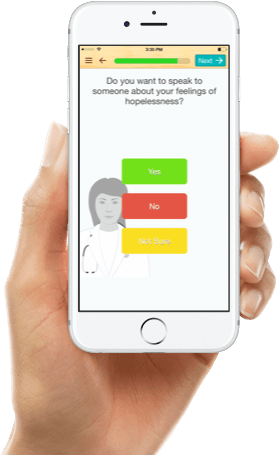 3:30 PM
Next →
Do you want to speak to
someone about your feelings of
hopelessness?
Yes
No
Not Sure